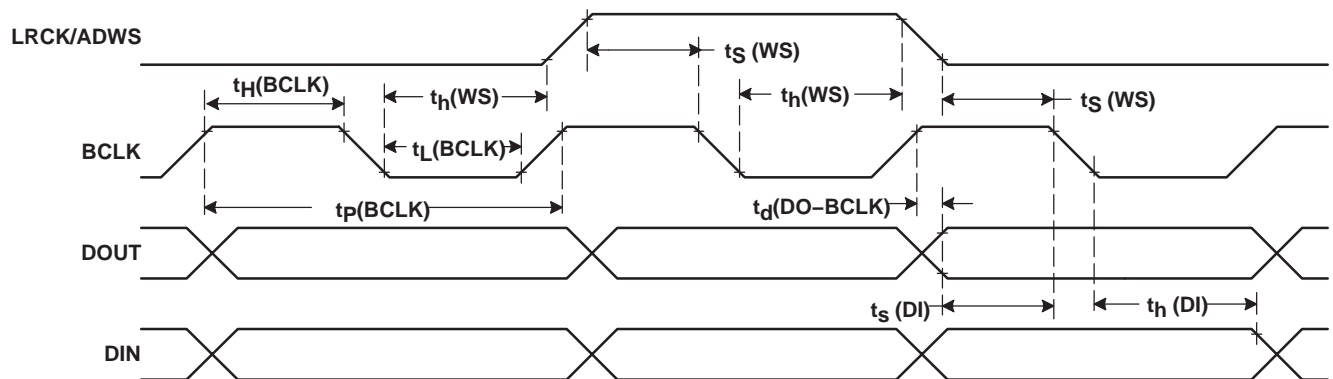 LRCK/ADWS
tS (WS)
tH(BCLK)
th(WS)
th(WS)
tS (WS)
BCLK
tL(BCLK)
tP(BCLK)
td(DO–BCLK)
DOUT
ts (DI)
th (DI)
DIN